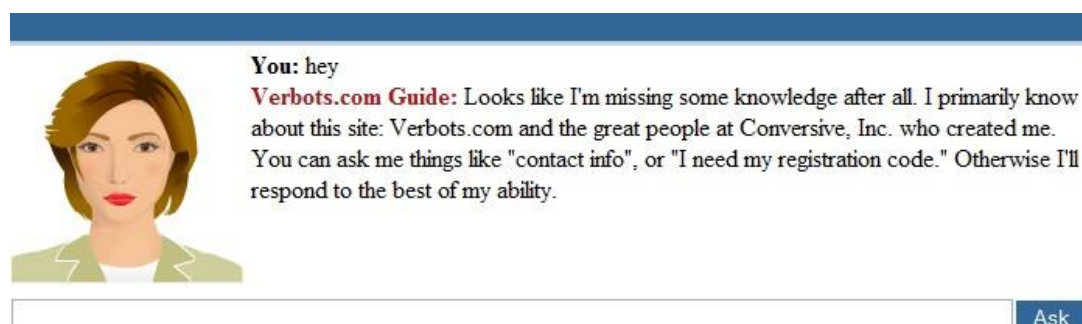 You: hey
Verbots.com Guide: Looks like I'm missing some knowledge after all. I primarily know
about this site: Verbots.com and the great people at Conversive, Inc. who created me.
You can ask me things like "contact info", or "I need my registration code." Otherwise I'll
respond to the best of my ability.
Ask